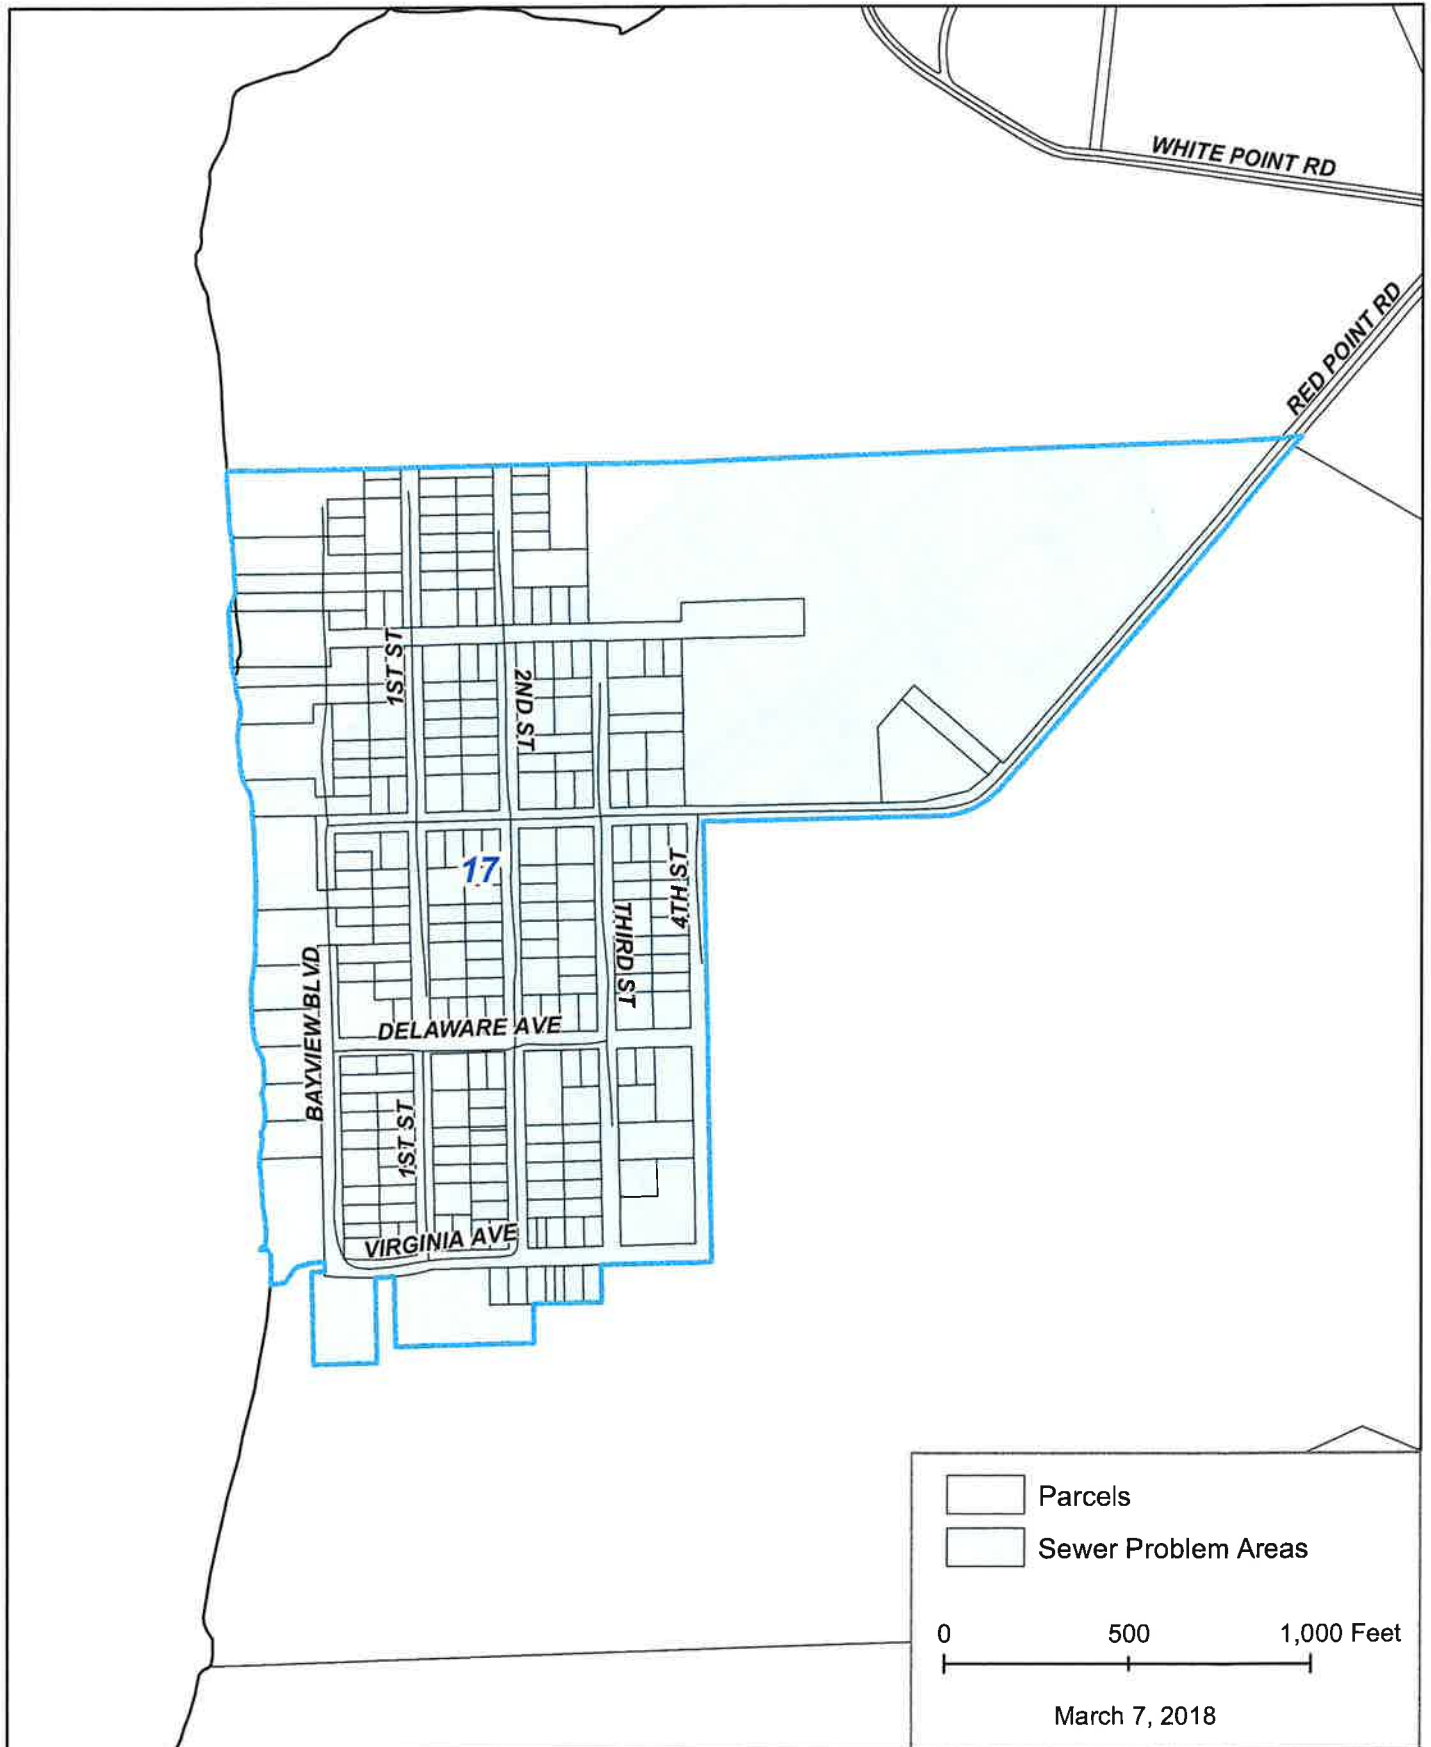 WHITE POINT RD
RED POINT RD
1ST ST
2ND ST
17
4TH ST
THIRD ST
BAYVIEW BLVD
DELAWARE AVE
1ST ST
VIRGINIA AVE
Parcels
Sewer Problem Areas
0 500 1,000 Feet
March 7, 2018